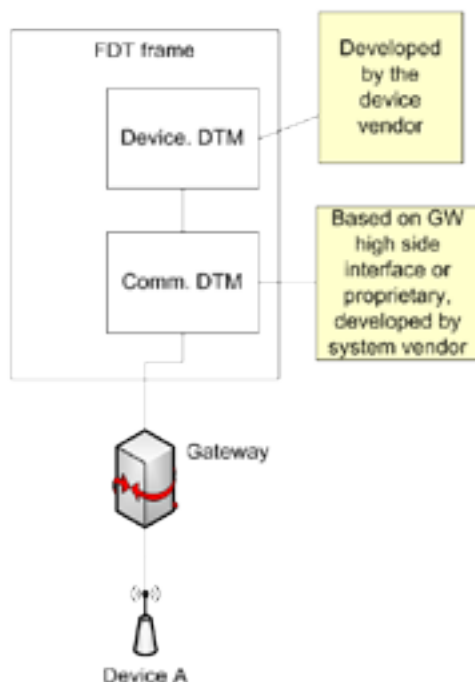 FDT frame
Developed
by the
device
vendor
Device. DTM
Based on GW
high side
interface or
proprietary,
developed by
system vendor
Comm. DTM
Gateway
Device A